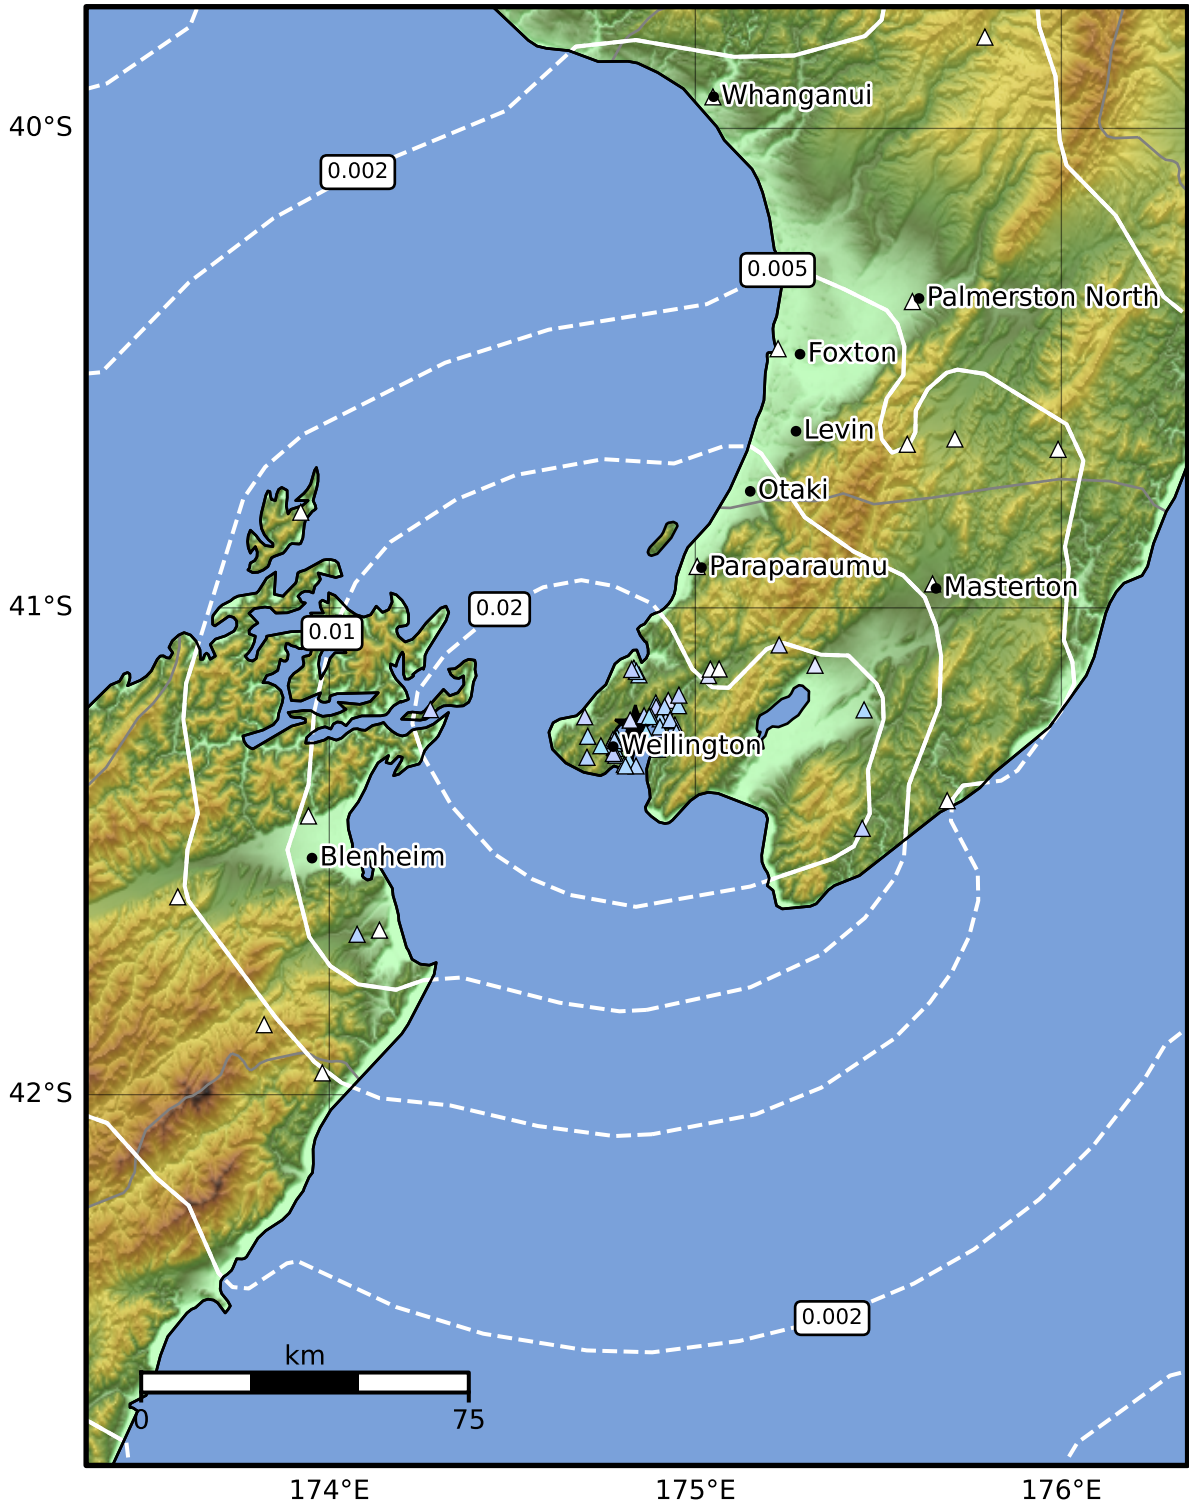 Whanganui
40°S
0.002
0.005
Palmerston North
Foxton
Levin
Otaki
Paraparaumu
Masterton
41°S
0.02
0.01
Wellington
Blenheim
42°S
0.002
km
0 75
174°E 175°E 176°E